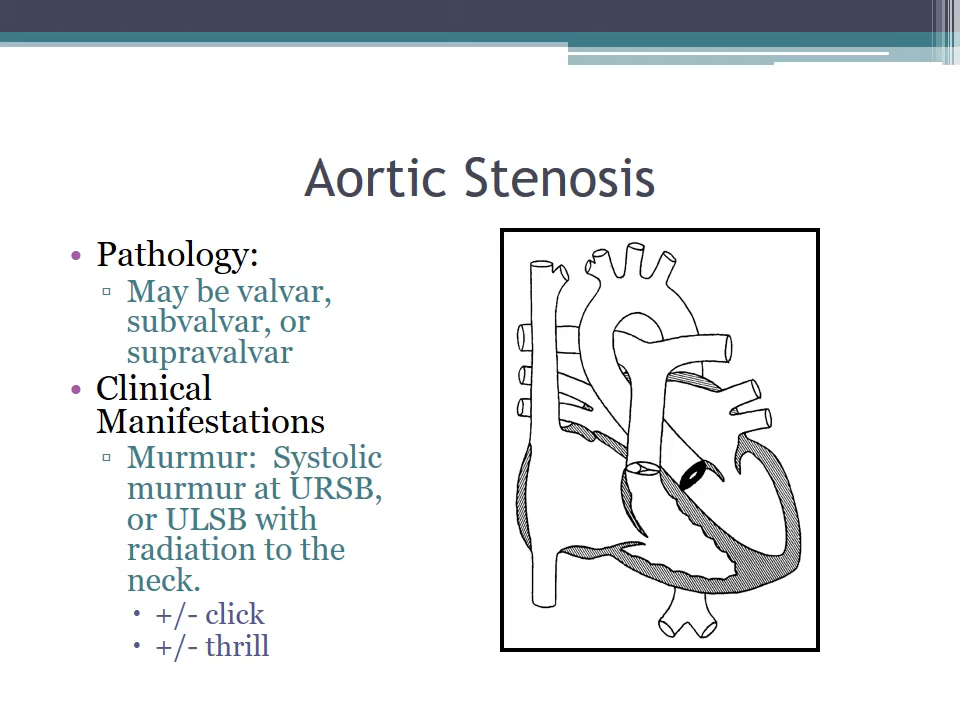 Aortic Stenosis
• Pathology:
▫ May be valvar,
subvalvar, or
supravalvar
• Clinical
Manifestations
▫ Murmur:  Systolic
murmur at URSB,
or ULSB with
radiation to the
neck.
• +/- click
• +/- thrill